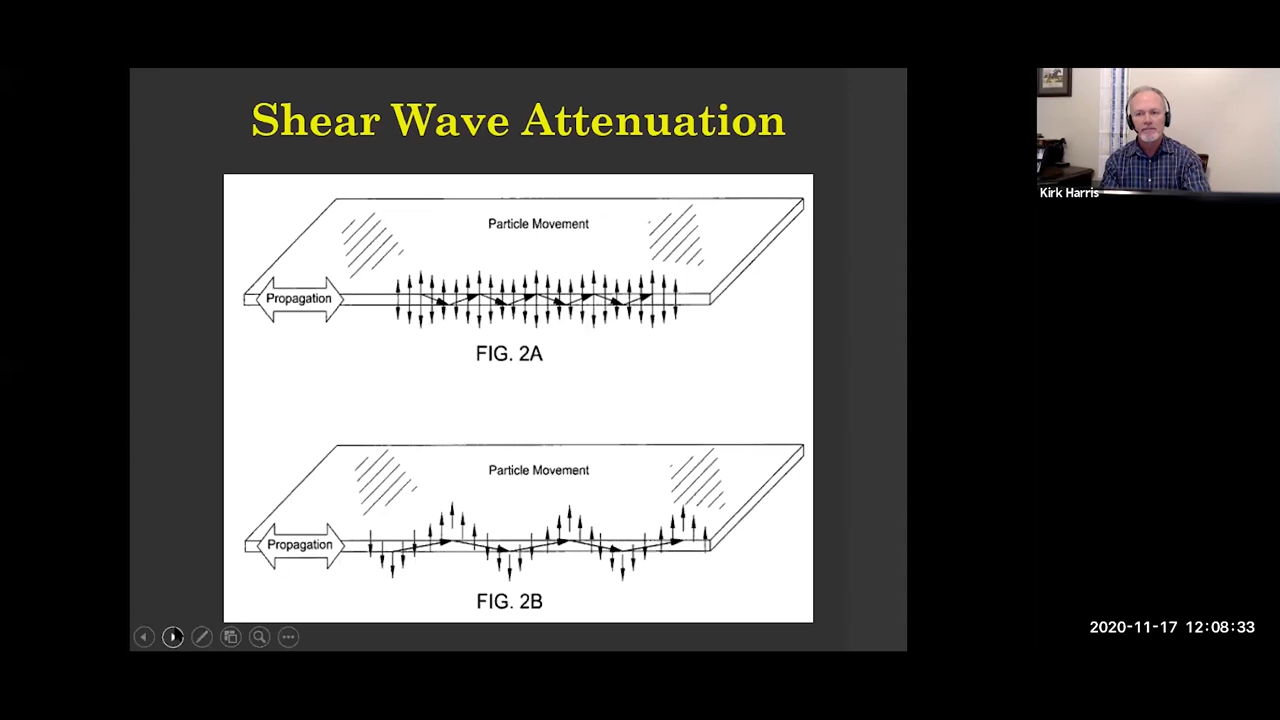 Shear Wave Attenuation
Particle Movement
Propagation
FIG. 2A
Particle Movement
Propagation
FIG. 2B
Kirk Harris
2020-11-17 12:08:33